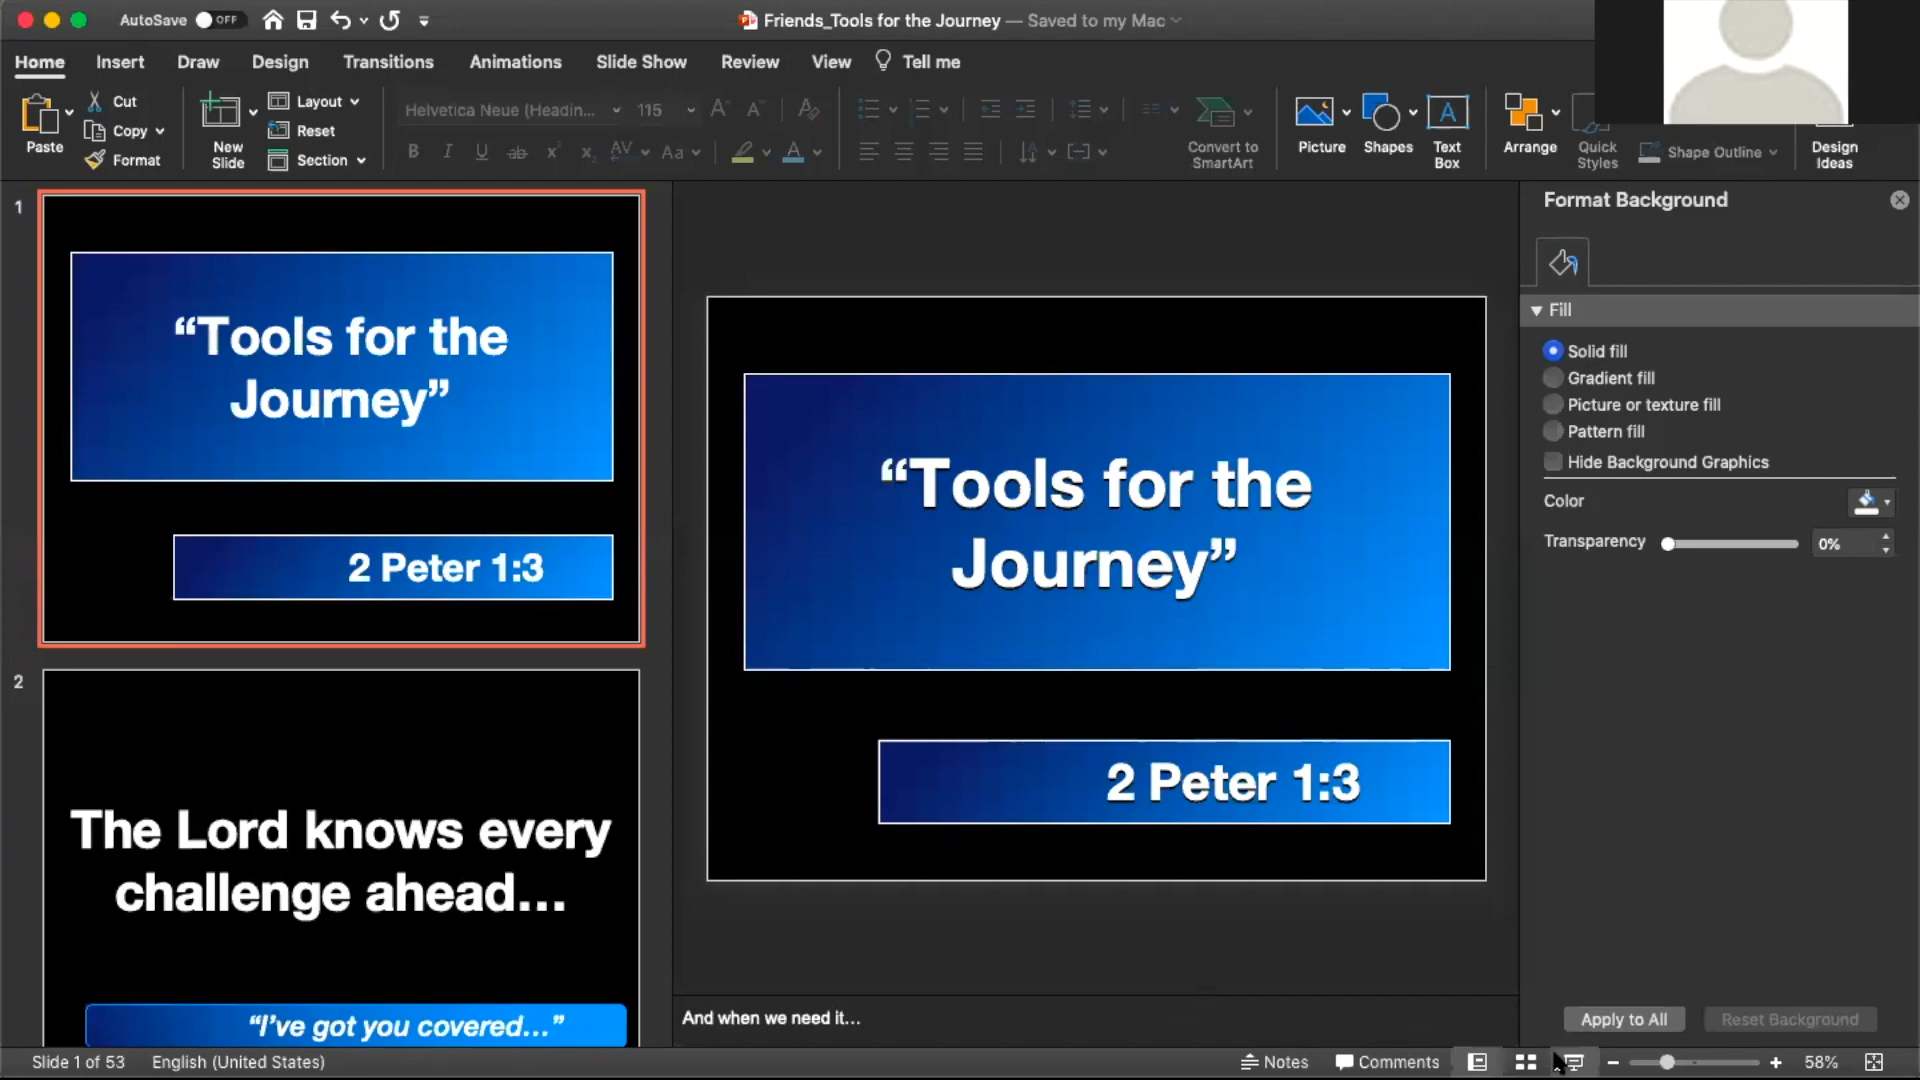 AutoSave OFF
Friends_Tools for the Journey — Saved to my Mac
Home Insert Draw Design Transitions Animations Slide Show Review View Tell me
Paste
Cut
Copy
Format
New Slide
Layout
Reset
Section
Helvetica Neue (Headin... 115
Convert to SmartArt
Picture
Shapes
Text Box
Arrange
Quick Styles
Shape Outline
Design Ideas
1
“Tools for the
Journey”
2 Peter 1:3
2
The Lord knows every
challenge ahead...
“I’ve got you covered...”
“Tools for the
Journey”
2 Peter 1:3
And when we need it...
Format Background
Fill
Solid fill
Gradient fill
Picture or texture fill
Pattern fill
Hide Background Graphics
Color
Transparency 0%
Apply to All Reset Background
Slide 1 of 53 English (United States) Notes Comments 58%